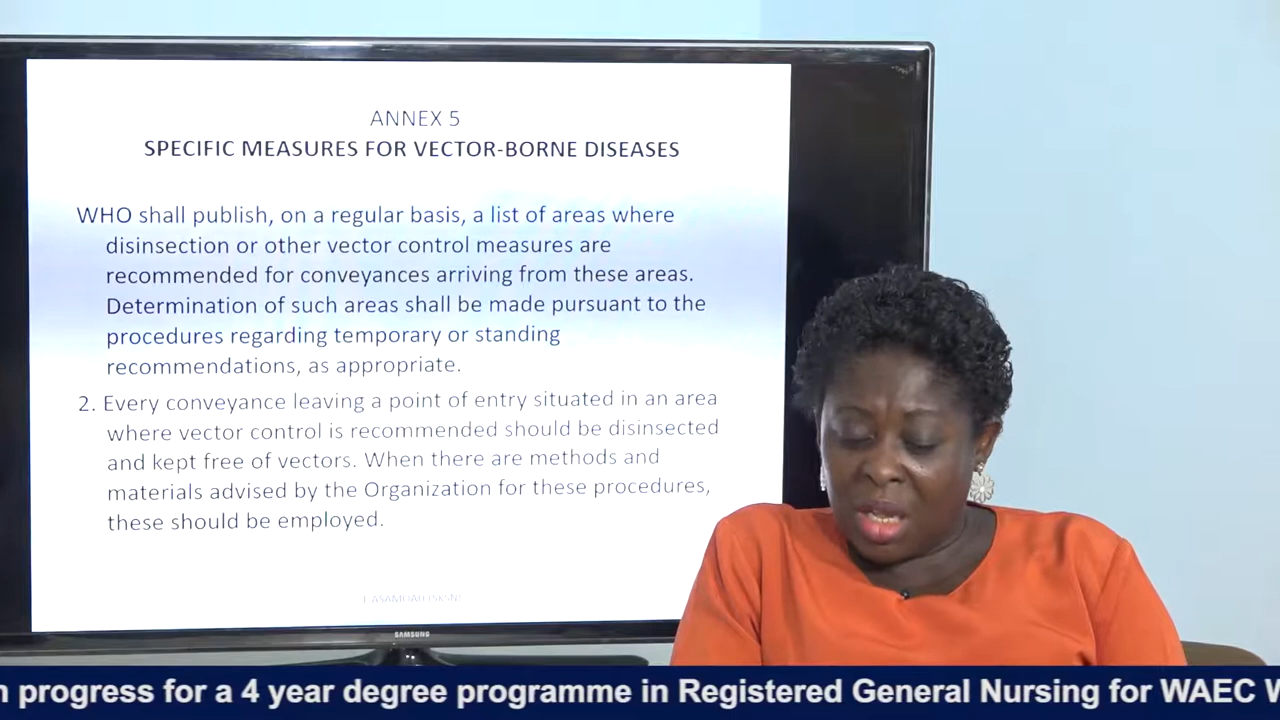 ANNEX 5
SPECIFIC MEASURES FOR VECTOR-BORNE DISEASES
WHO shall publish, on a regular basis, a list of areas where
disinsection or other vector control measures are
recommended for conveyances arriving from these areas.
Determination of such areas shall be made pursuant to the
procedures regarding temporary or standing
recommendations, as appropriate.
2. Every conveyance leaving a point of entry situated in an area
where vector control is recommended should be disinsected
and kept free of vectors. When there are methods and
materials advised by the Organization for these procedures,
these should be employed.
SAMSUNG
progress for a 4 year degree programme in Registered General Nursing for WAEC